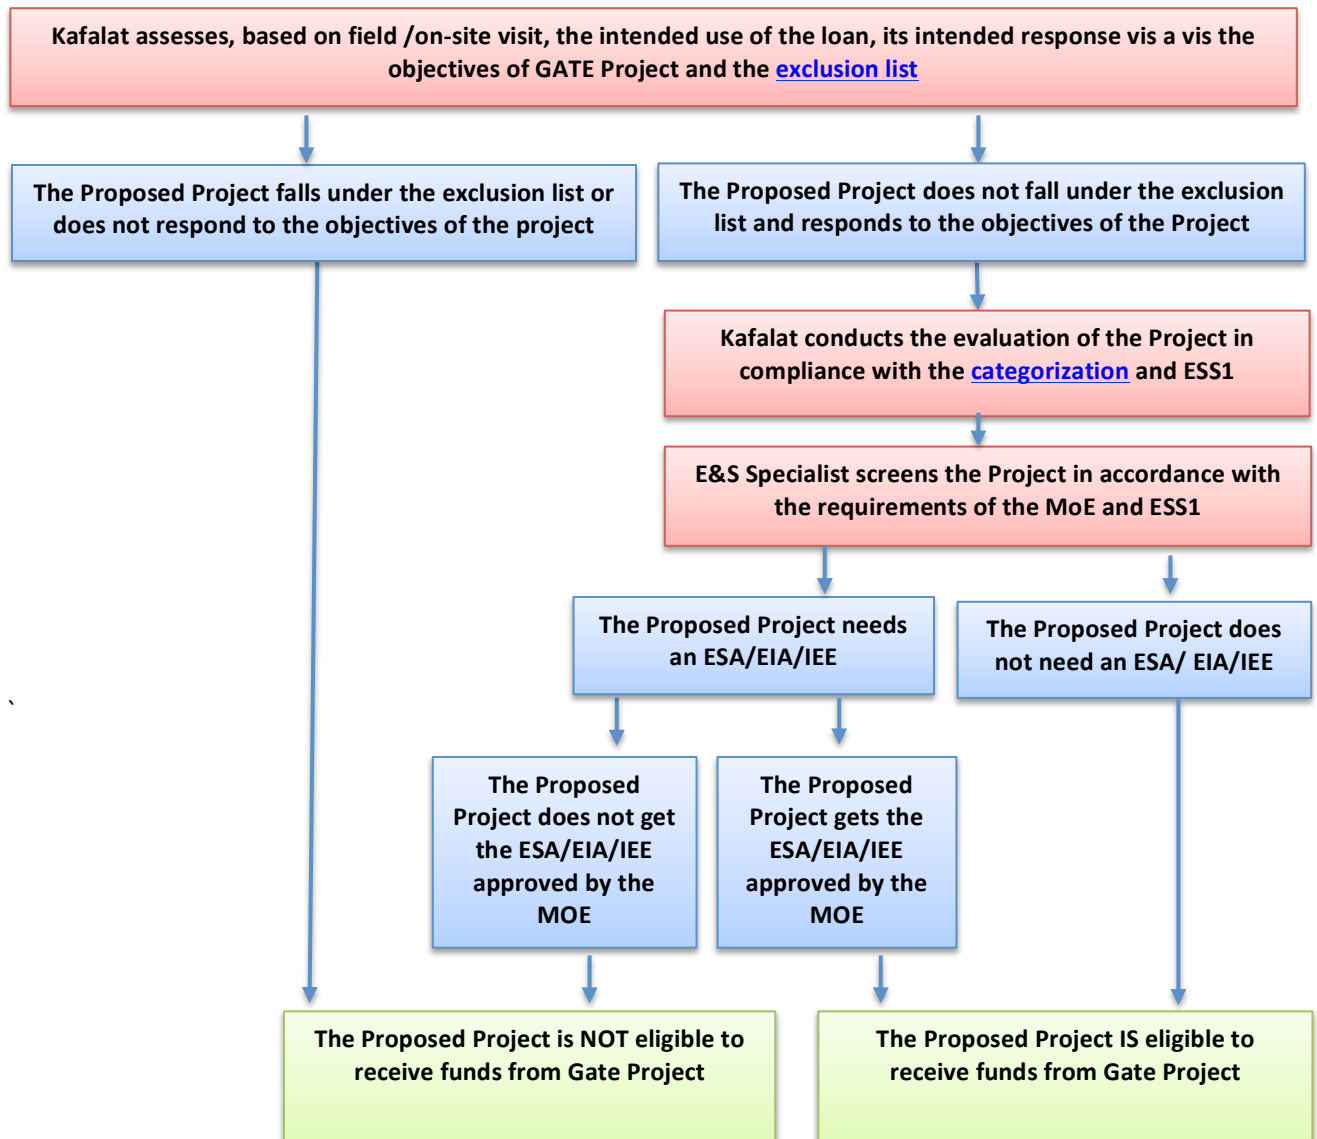 Kafalat assesses, based on field /on-site visit, the intended use of the loan, its intended response vis a vis the
objectives of GATE Project and the exclusion list
The Proposed Project falls under the exclusion list or
does not respond to the objectives of the project
The Proposed Project does not fall under the exclusion
list and responds to the objectives of the Project
Kafalat conducts the evaluation of the Project in
compliance with the categorization and ESS1
E&S Specialist screens the Project in accordance with
the requirements of the MoE and ESS1
The Proposed Project needs
an ESA/EIA/IEE
The Proposed Project does
not need an ESA/ EIA/IEE
`
The Proposed
Project does not get
the ESA/EIA/IEE
approved by the
MOE
The Proposed
Project gets the
ESA/EIA/IEE
approved by the
MOE
The Proposed Project is NOT eligible to
receive funds from Gate Project
The Proposed Project IS eligible to
receive funds from Gate Project